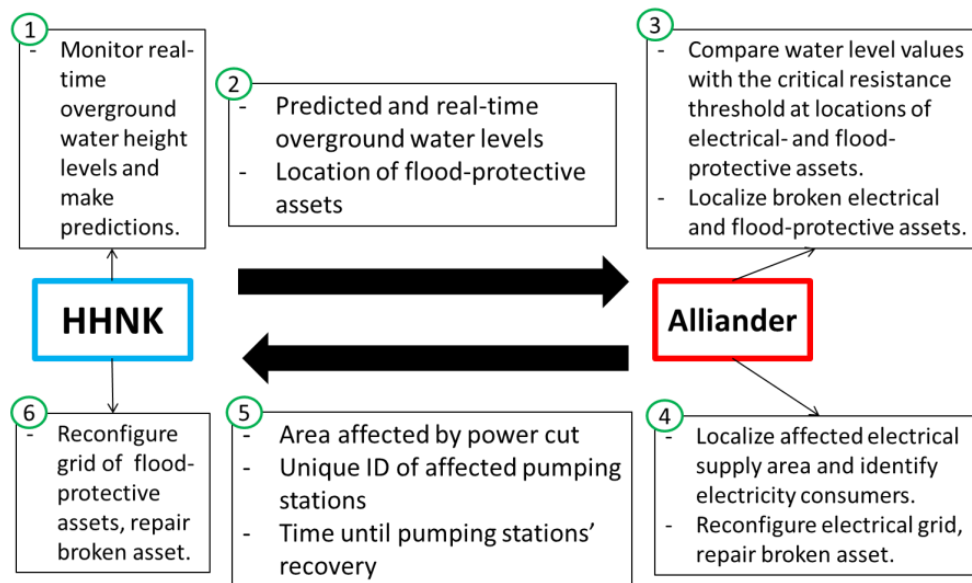 1
- Monitor real-
time
overground
water height
levels and
make
predictions.
2
- Predicted and real-time
overground water levels
- Location of flood-protective
assets
3
- Compare water level values
with the critical resistance
threshold at locations of
electrical- and flood-
protective assets.
- Localize broken electrical
and flood-protective assets.
HHNK
Alliander
6
- Reconfigure
grid of flood-
protective
assets, repair
broken asset.
5
- Area affected by power cut
- Unique ID of affected pumping
stations
- Time until pumping stations’
recovery
4
- Localize affected electrical
supply area and identify
electricity consumers.
- Reconfigure electrical grid,
repair broken asset.